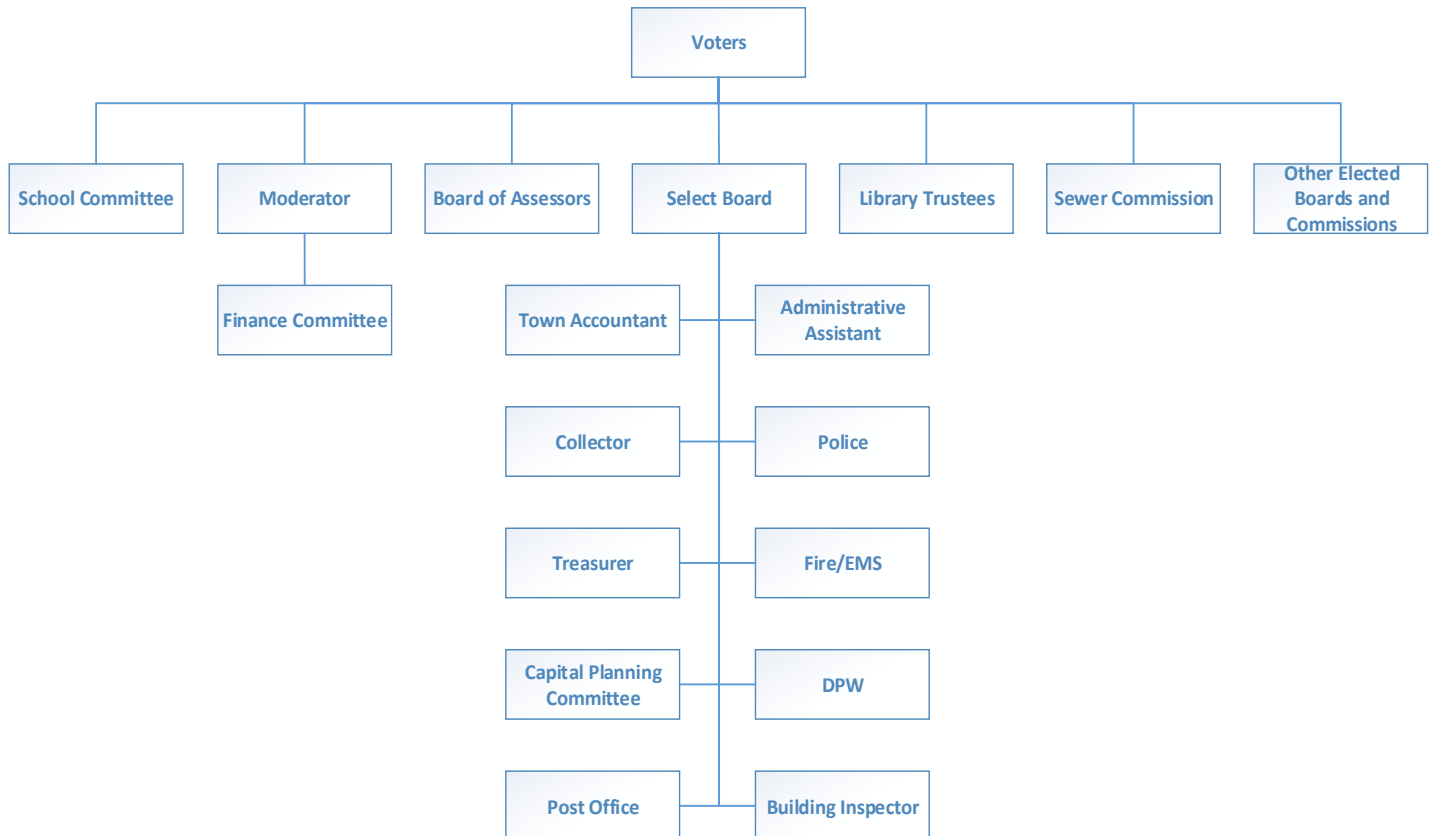 Voters
School Committee
Moderator
Board of Assessors
Select Board
Library Trustees
Sewer Commission
Other Elected
Boards and
Commissions
Finance Committee
Town Accountant
Administrative
Assistant
Collector
Police
Treasurer
Fire/EMS
Capital Planning
Committee
DPW
Post Office
Building Inspector